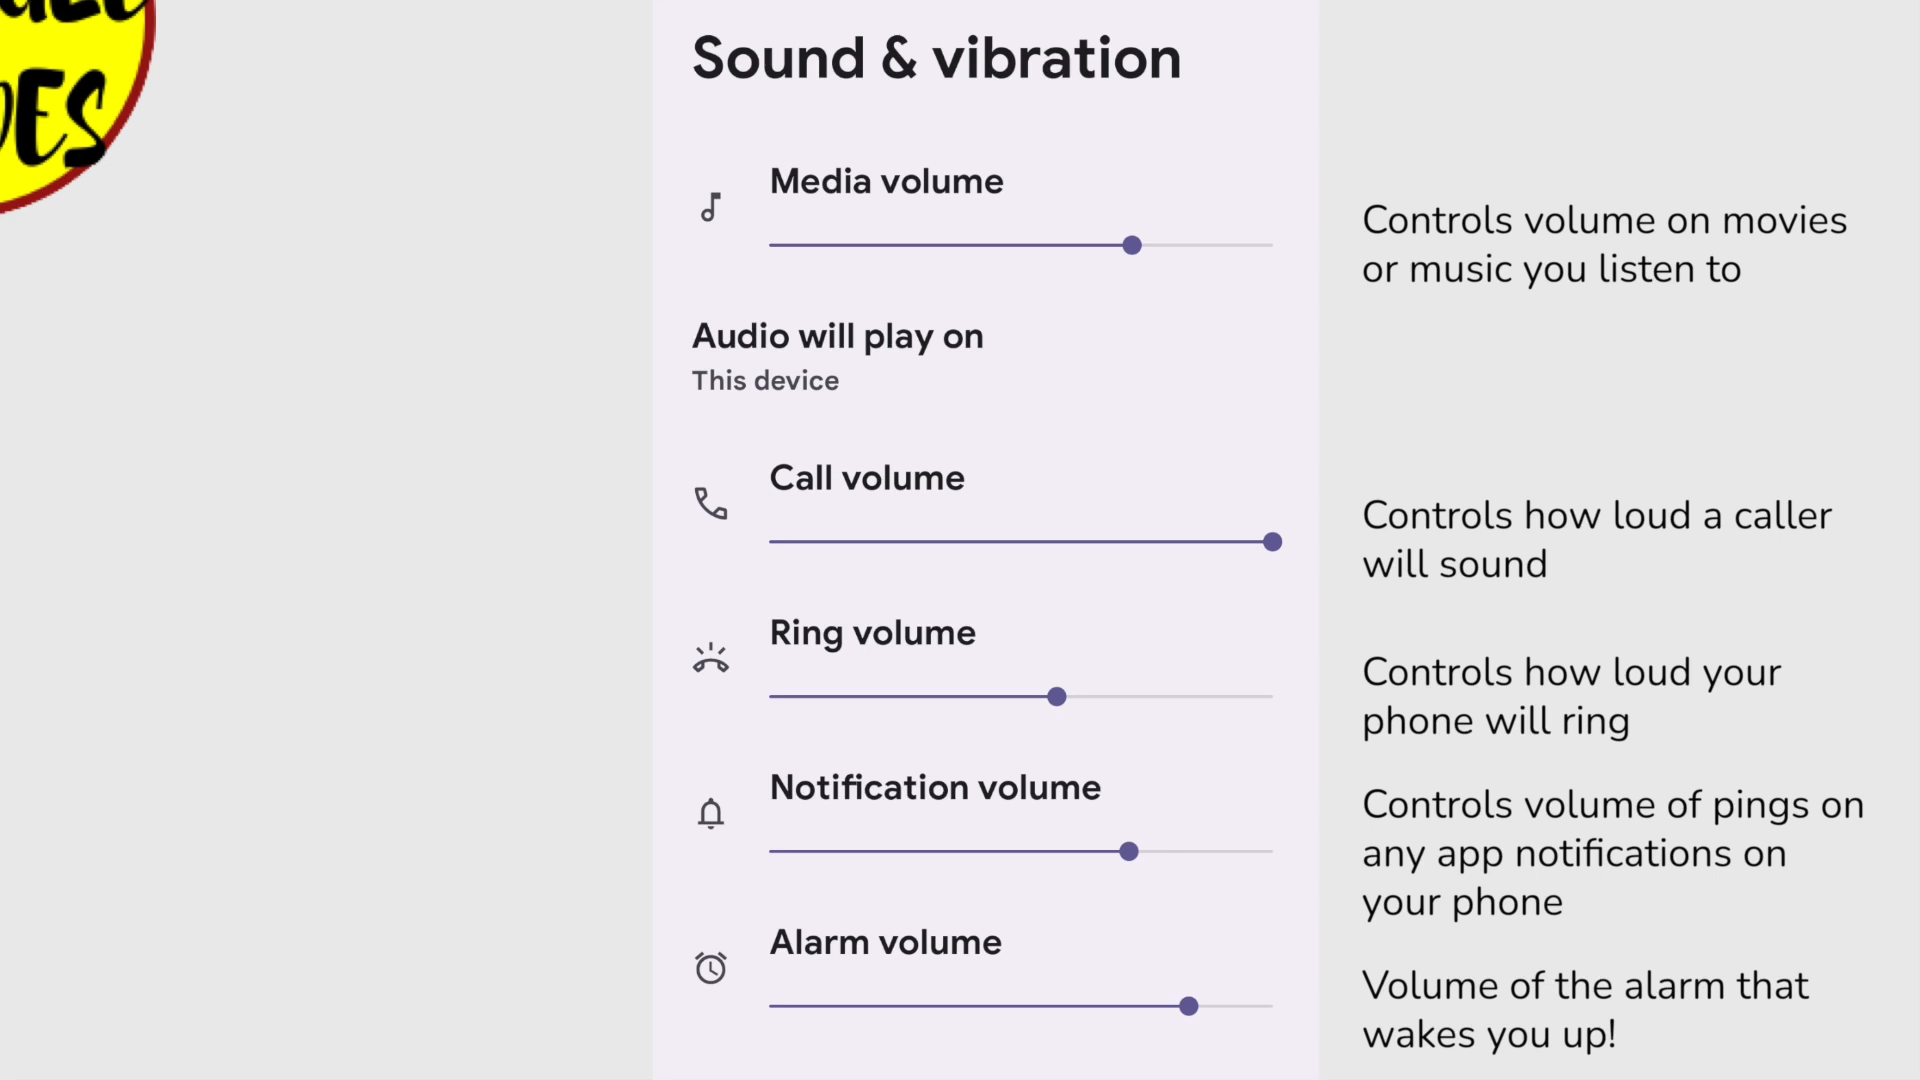 Sound & vibration
Media volume
Controls volume on movies
or music you listen to
Audio will play on
This device
Call volume
Controls how loud a caller
will sound
Ring volume
Controls how loud your
phone will ring
Notification volume
Controls volume of pings on
any app notifications on
your phone
Alarm volume
Volume of the alarm that
wakes you up!